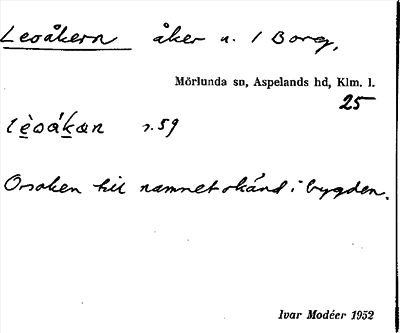 Leoåkern åker n. 1 Borg,
Mörlunda sn, Aspelands hd, Klm. l.
25
lèoåkan r. 59
Orsaken till namnet okänd i bygden.
Ivar Modéer 1952